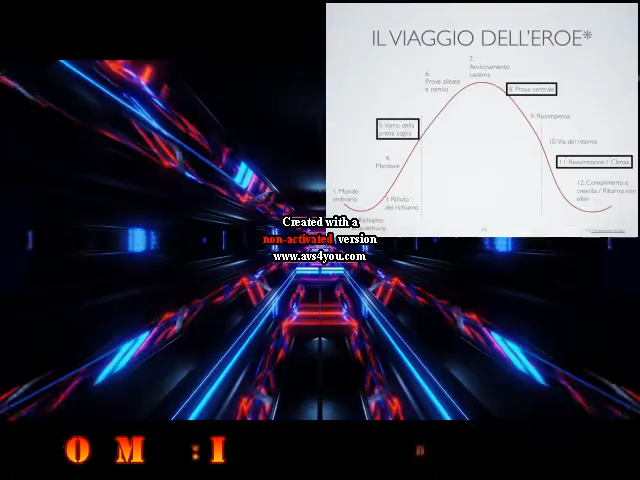 IL VIAGGIO DELL'EROE*
7.
Avvicinamento
caverna
6.
Prove alleate
e nemici
8. Prova centrale
9. Ricompensa
5. Varco della
prima soglia
10. Via del ritorno
4.
Mentore
11. Resurrezione / Climax
12. Compimento e
crescita / Ritorno con
elisir
1. Mondo
ordinario
3. Rifiuto
del richiamo
Created with a
non-activated version
www.avs4you.com
O M : I